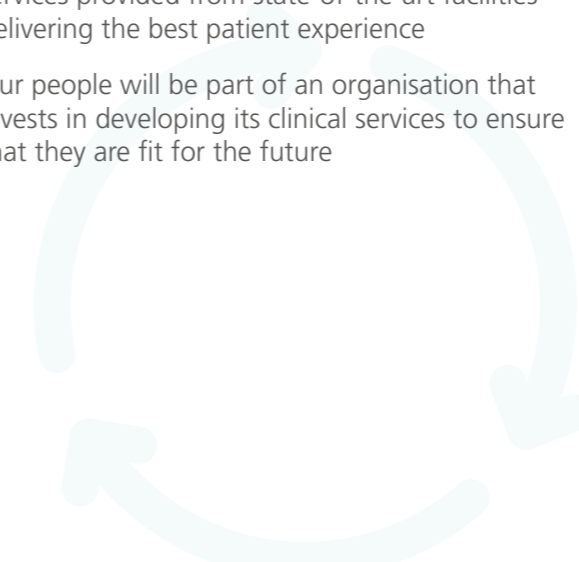 ervices provided from state-of-the-art facilities
elivering the best patient experience
ur people will be part of an organisation that
vests in developing its clinical services to ensure
at they are fit for the future